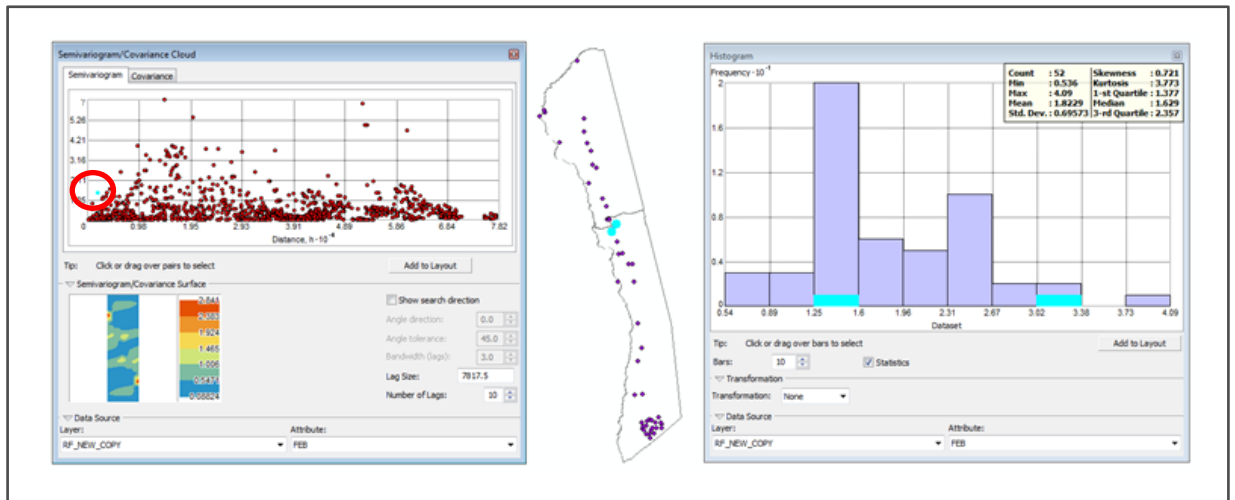 Semivariogram/Covariance Cloud
Semivariogram Covariance
7
5.26
4.21
3.16
0 0.98 1.95 2.93 3.91 4.89 5.86 6.84 7.82
Distance, h·10⁻⁴
Tip: Click or drag over pairs to select Add to Layout
Semivariogram/Covariance Surface
1.924
1.465
1.006
Show search direction
Angle direction: 0.0
Angle tolerance: 45.0
Bandwidth (lags): 3.0
Lag Size: 7817.5
Number of Lags: 10
Data Source
Layer: Attribute:
RF_NEW_COPY FEB
Histogram
Frequency·10⁻¹
Count : 52 Skewness : 0.721
Min : 0.536 Kurtosis : 3.773
Max : 4.09 1-st Quartile : 1.377
Mean : 1.8229 Median : 1.629
Std. Dev. : 0.69573 3-rd Quartile : 2.357
2
1.6
1.2
0.8
0.4
0
0.54 0.89 1.25 1.6 1.96 2.31 2.67 3.02 3.38 3.73 4.09
Dataset
Tip: Click or drag over bars to select Add to Layout
Bars: 10 Statistics
Transformation
Transformation: None
Data Source
Layer: Attribute:
RF_NEW_COPY FEB